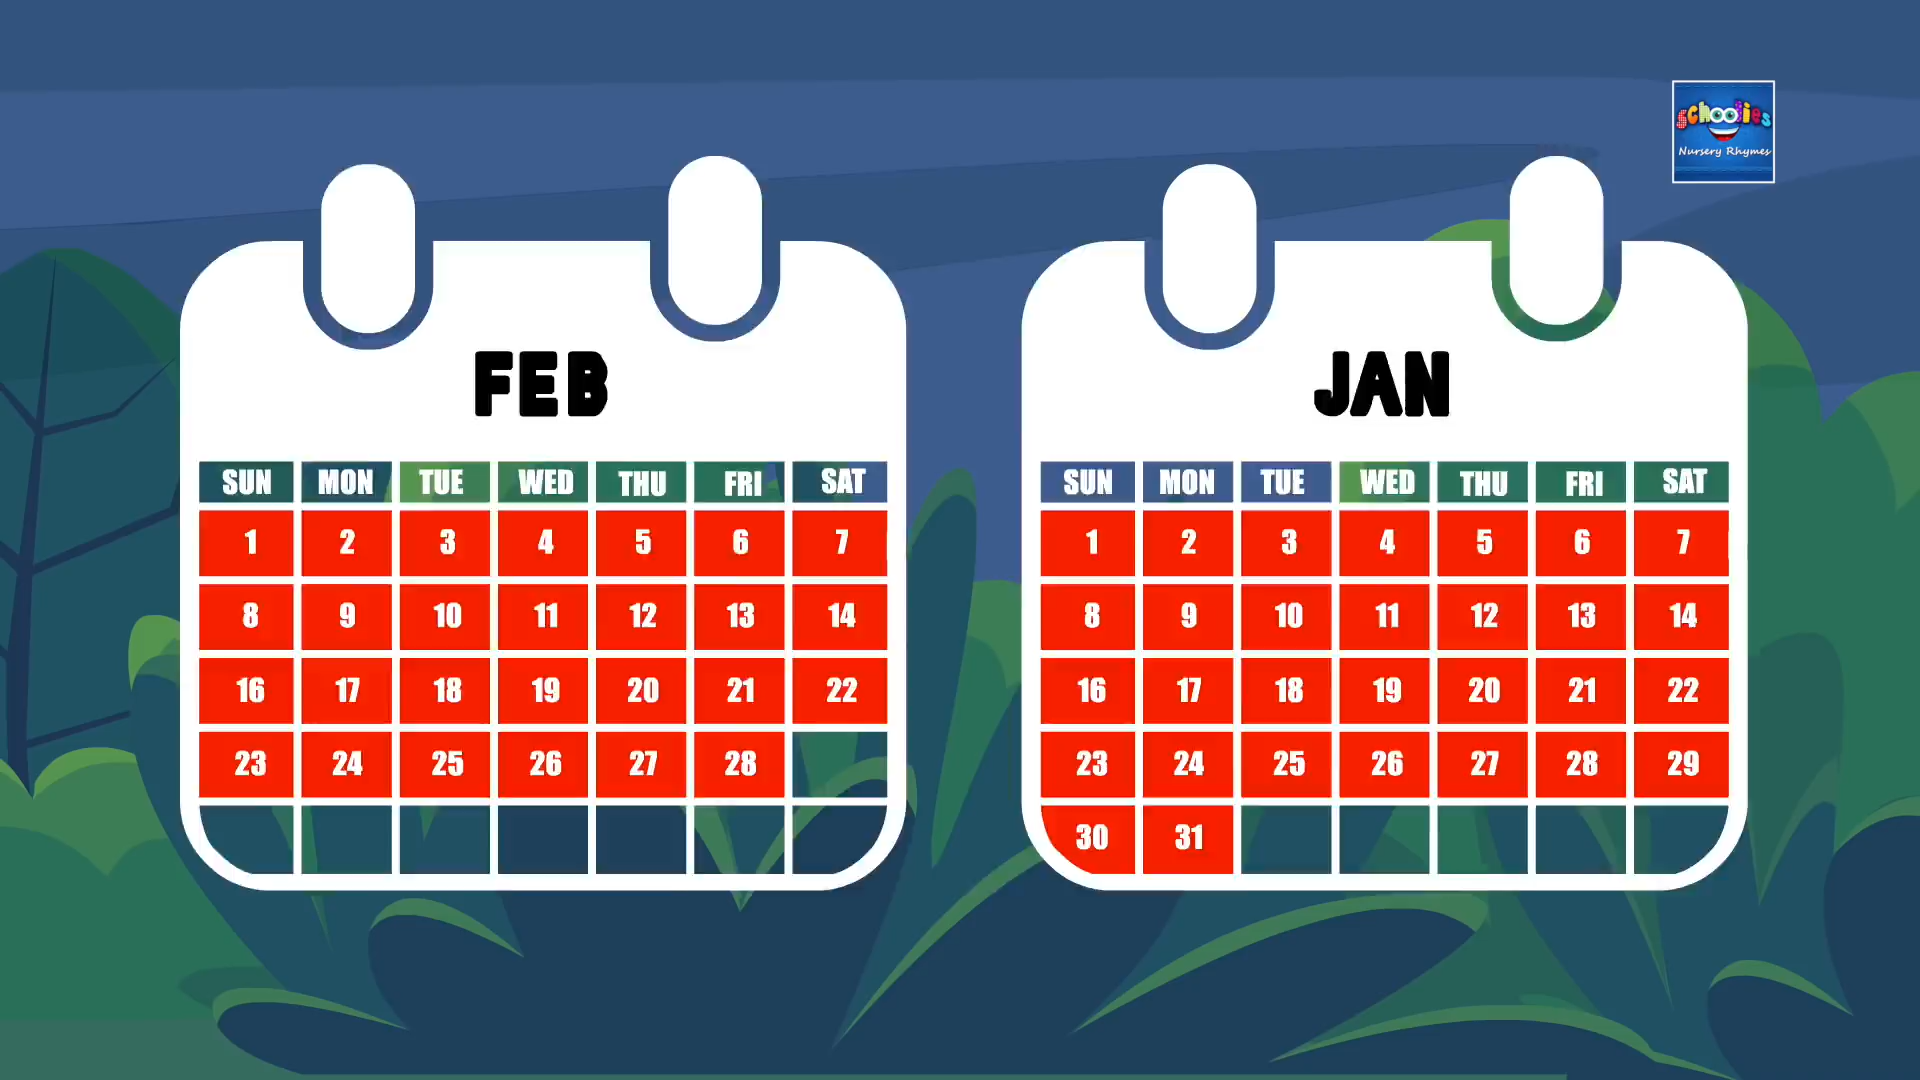 Schoolies
Nursery Rhymes
FEB
SUN MON TUE WED THU FRI SAT
1 2 3 4 5 6 7
8 9 10 11 12 13 14
16 17 18 19 20 21 22
23 24 25 26 27 28
JAN
SUN MON TUE WED THU FRI SAT
1 2 3 4 5 6 7
8 9 10 11 12 13 14
16 17 18 19 20 21 22
23 24 25 26 27 28 29
30 31